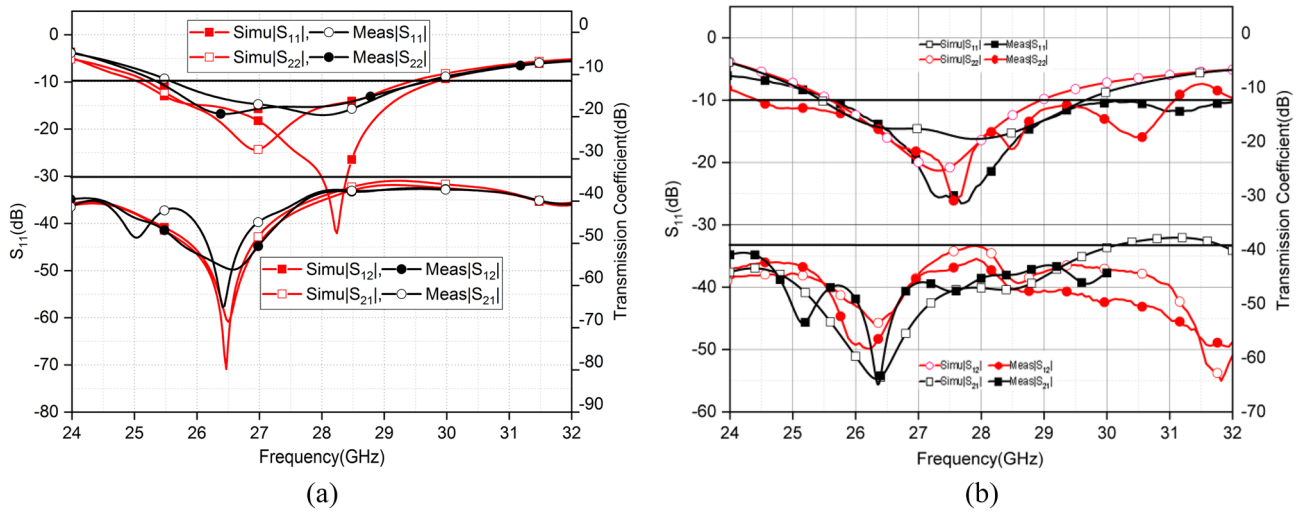 Simu|S11|, Meas|S11|
Simu|S22|, Meas|S22|
Simu|S12|, Meas|S12|
Simu|S21|, Meas|S21|
0
-10
-20
-30
-40
-50
-60
-70
-80
S11(dB)
0
-10
-20
-30
-40
-50
-60
-70
-80
-90
Transmission Coefficient(dB)
24 25 26 27 28 29 30 31 32
Frequency(GHz)
(a)
Simu|S11| Meas|S11|
Simu|S22| Meas|S22|
Simu|S12| Meas|S12|
Simu|S21| Meas|S21|
0
-10
-20
-30
-40
-50
-60
S11(dB)
0
-10
-20
-30
-40
-50
-60
-70
Transmission Coefficient(dB)
24 25 26 27 28 29 30 31 32
Frequency(GHz)
(b)